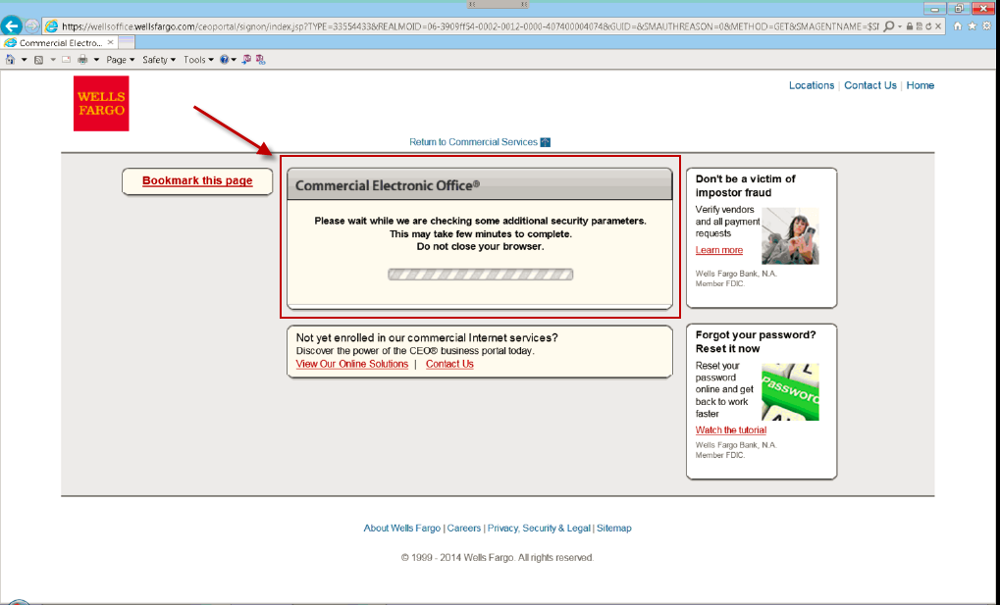 https://wellsoffice.wellsfargo.com/ceoportal/signon/index.jsp?TYPE=33554433&REALMOID=06-3909ff54-0002-0012-0000-407400004074&GUID=&SMAUTHREASON=0&METHOD=GET&SMAGENTNAME=$SI
Commercial Electro...
Page Safety Tools
WELLS
FARGO
Locations | Contact Us | Home
Return to Commercial Services
Bookmark this page
Commercial Electronic Office®
Please wait while we are checking some additional security parameters.
This may take few minutes to complete.
Do not close your browser.
Not yet enrolled in our commercial Internet services?
Discover the power of the CEO® business portal today.
View Our Online Solutions | Contact Us
Don't be a victim of
impostor fraud
Verify vendors
and all payment
requests
Learn more
Wells Fargo Bank, N.A.
Member FDIC.
Forgot your password?
Reset it now
Reset your
password
online and get
back to work
faster
Password
Watch the tutorial
Wells Fargo Bank, N.A.
Member FDIC.
About Wells Fargo | Careers | Privacy, Security & Legal | Sitemap
© 1999 - 2014 Wells Fargo. All rights reserved.